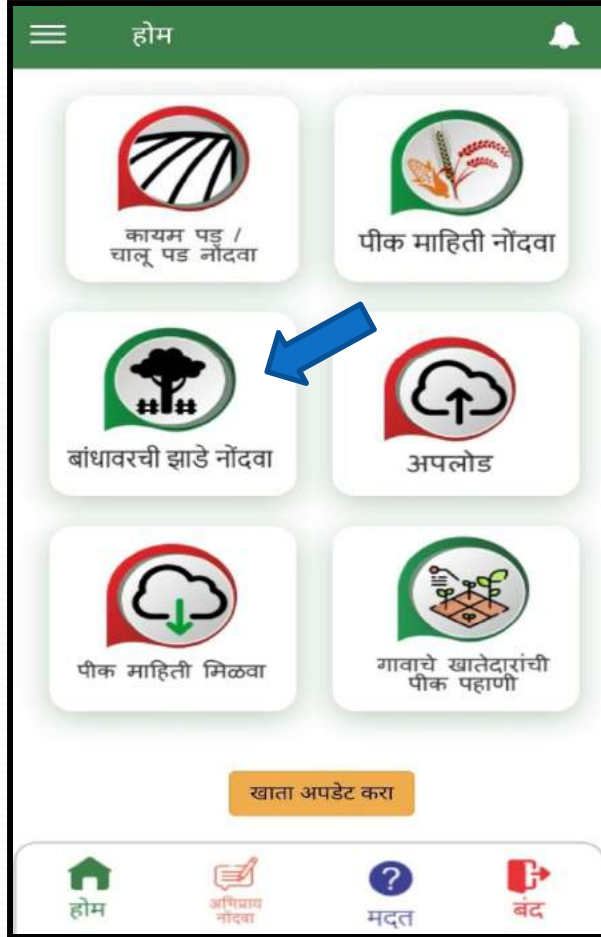 होम
कायम पड /
चालू पड नोंदवा
पीक माहिती नोंदवा
बांधावरची झाडे नोंदवा
अपलोड
पीक माहिती मिळवा
गावाचे खातेदारांची
पीक पहाणी
खाता अपडेट करा
होम
अभिप्राय
नोंदवा
मदत
बंद